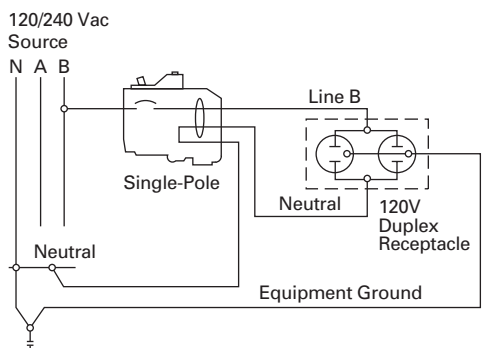 120/240 Vac
Source
N A B
Line B
Single-Pole
Neutral
120V
Duplex
Receptacle
Neutral
Equipment Ground